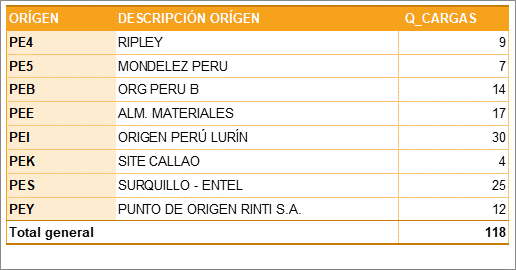 ORÍGEN DESCRIPCIÓN ORÍGEN Q_CARGAS
PE4 RIPLEY 9
PE5 MONDELEZ PERU 7
PEB ORG PERU B 14
PEE ALM. MATERIALES 17
PEI ORIGEN PERÚ LURÍN 30
PEK SITE CALLAO 4
PES SURQUILLO - ENTEL 25
PEY PUNTO DE ORIGEN RINTI S.A. 12
Total general 118